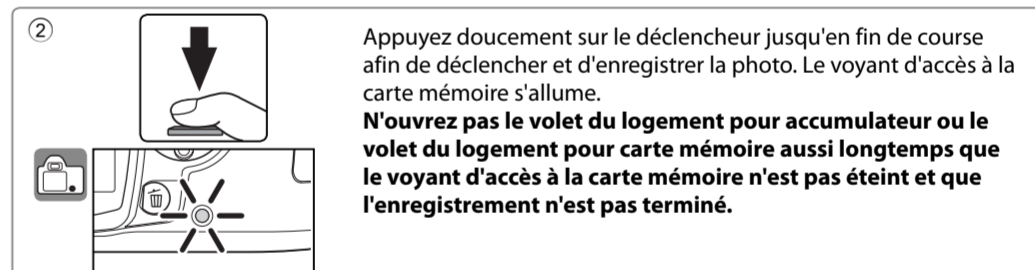 ②
Appuyez doucement sur le déclencheur jusqu'en fin de course
afin de déclencher et d'enregistrer la photo. Le voyant d'accès à la
carte mémoire s'allume.
N'ouvrez pas le volet du logement pour accumulateur ou le
volet du logement pour carte mémoire aussi longtemps que
le voyant d'accès à la carte mémoire n'est pas éteint et que
l'enregistrement n'est pas terminé.